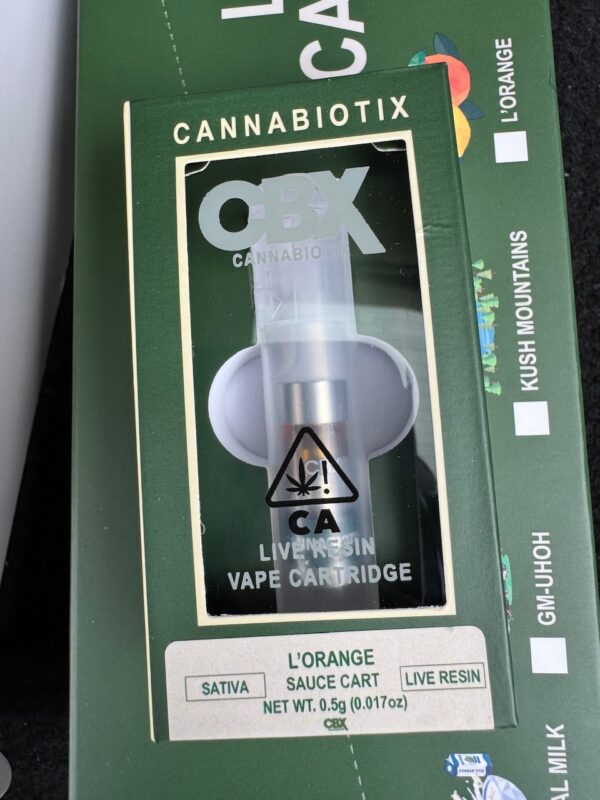 CA
L'ORANGE
KUSH MOUNTAINS
GM-UHOH
MILK
CANNABIOTIX
CBX
CANNABIOTIX
!
CA
LIVE RESIN
VAPE CARTRIDGE
L'ORANGE
SATIVA
SAUCE CART
LIVE RESIN
NET WT. 0.5g (0.017oz)
CBX